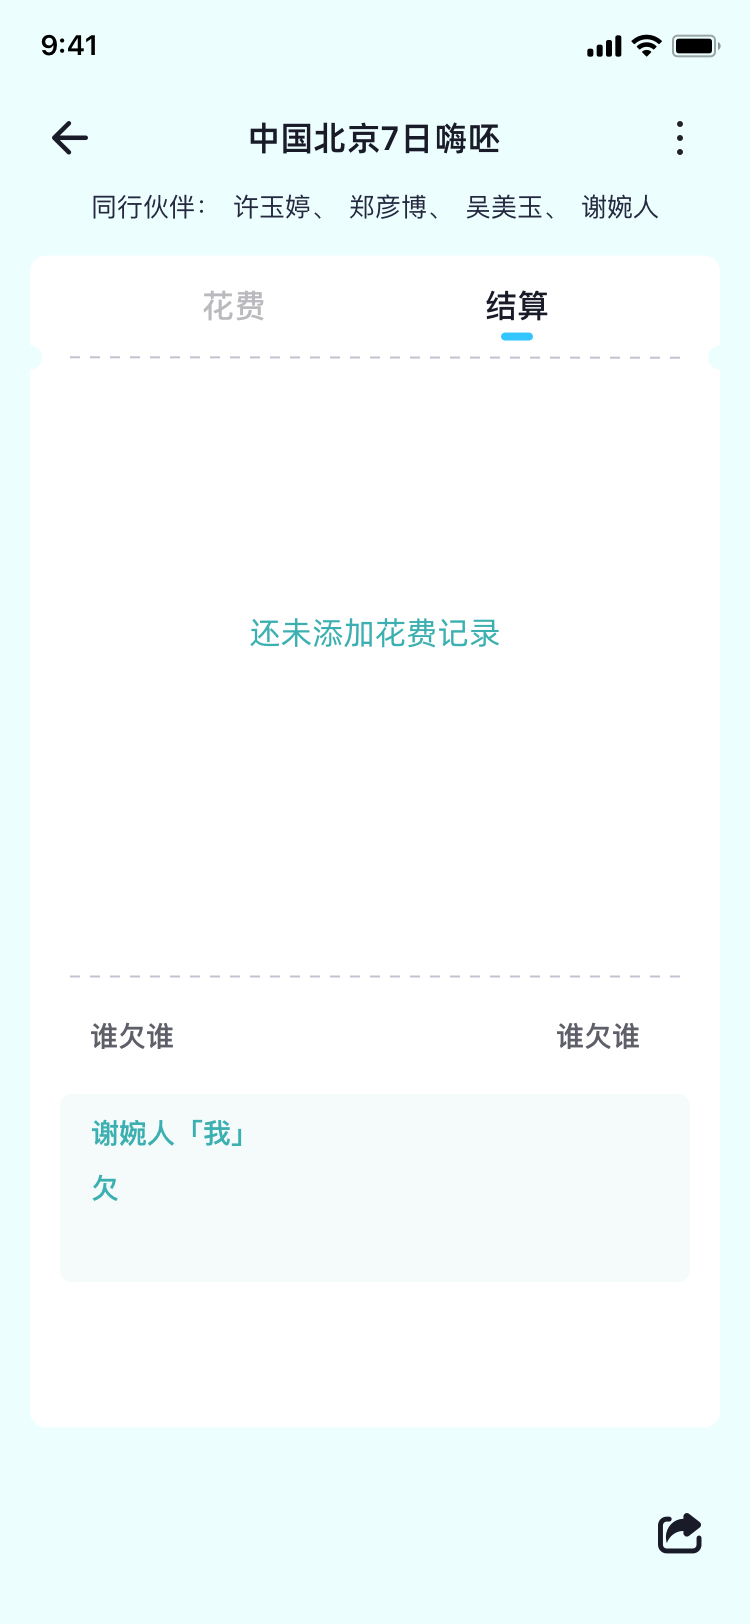 9:41
中国北京7日嗨呸
同行伙伴： 许玉婷、 郑彦博、 吴美玉、 谢婉人
花费 结算
还未添加花费记录
谁欠谁 谁欠谁
谢婉人「我」
欠